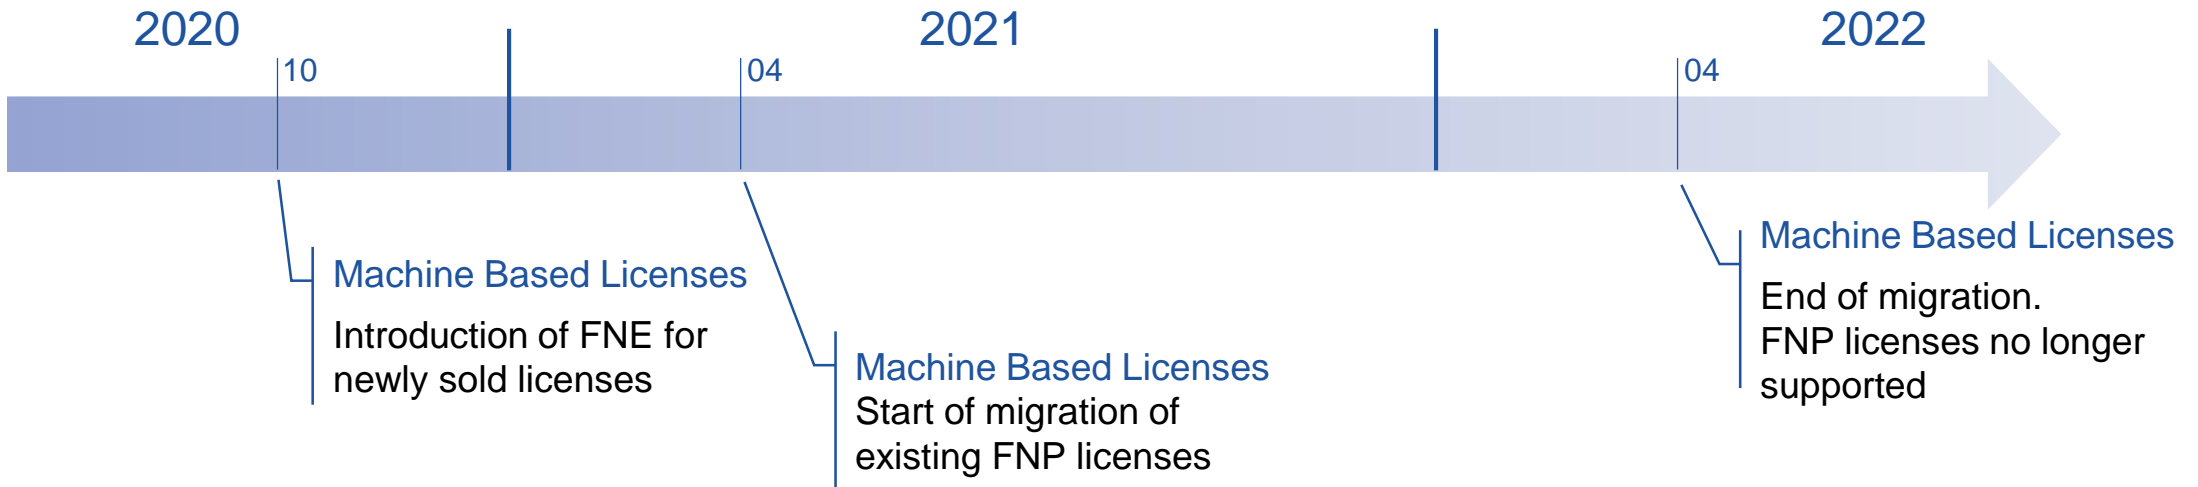 2020
2021
2022
10
04
04
Machine Based Licenses
Introduction of FNE for
newly sold licenses
Machine Based Licenses
Start of migration of
existing FNP licenses
Machine Based Licenses
End of migration.
FNP licenses no longer
supported